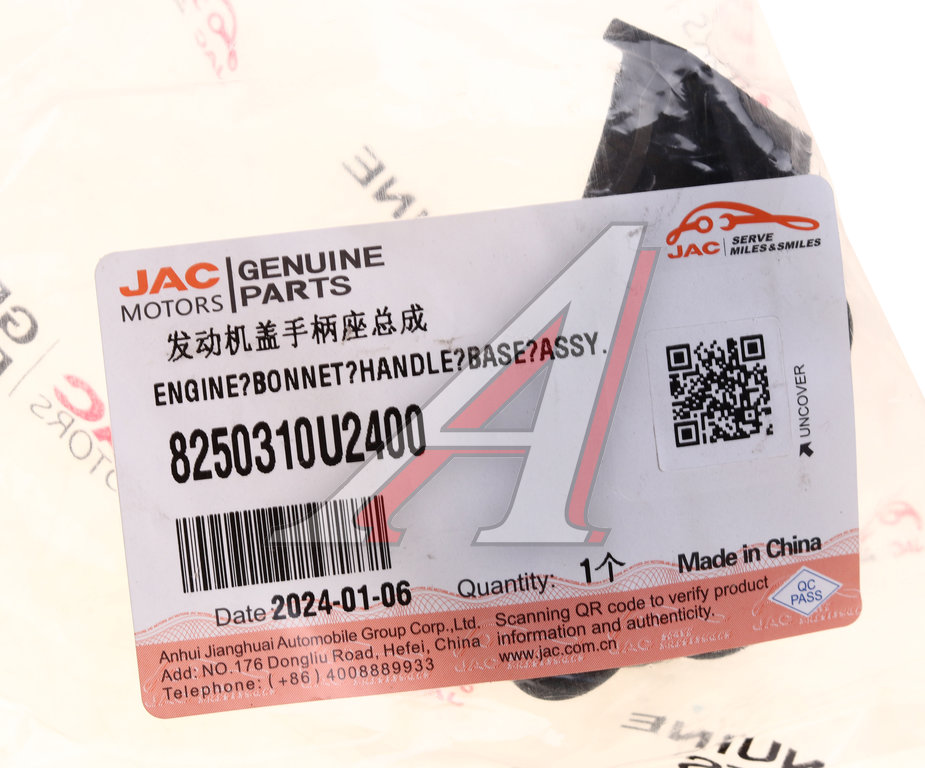 JAC MOTORS | GENUINE PARTS
JAC | SERVE MILES & SMILES
发动机盖手柄座总成
ENGINE?BONNET?HANDLE?BASE?ASSY.
8250310U2400
UNCOVER
Date 2024-01-06
Quantity: 1个
Made in China
QC PASS
Anhui Jianghuai Automobile Group Corp.,Ltd.
Add: NO.176 Dongliu Road, Hefei, China
Telephone: (+86) 4008889933
Scanning QR code to verify product
information and authenticity.
www.jac.com.cn